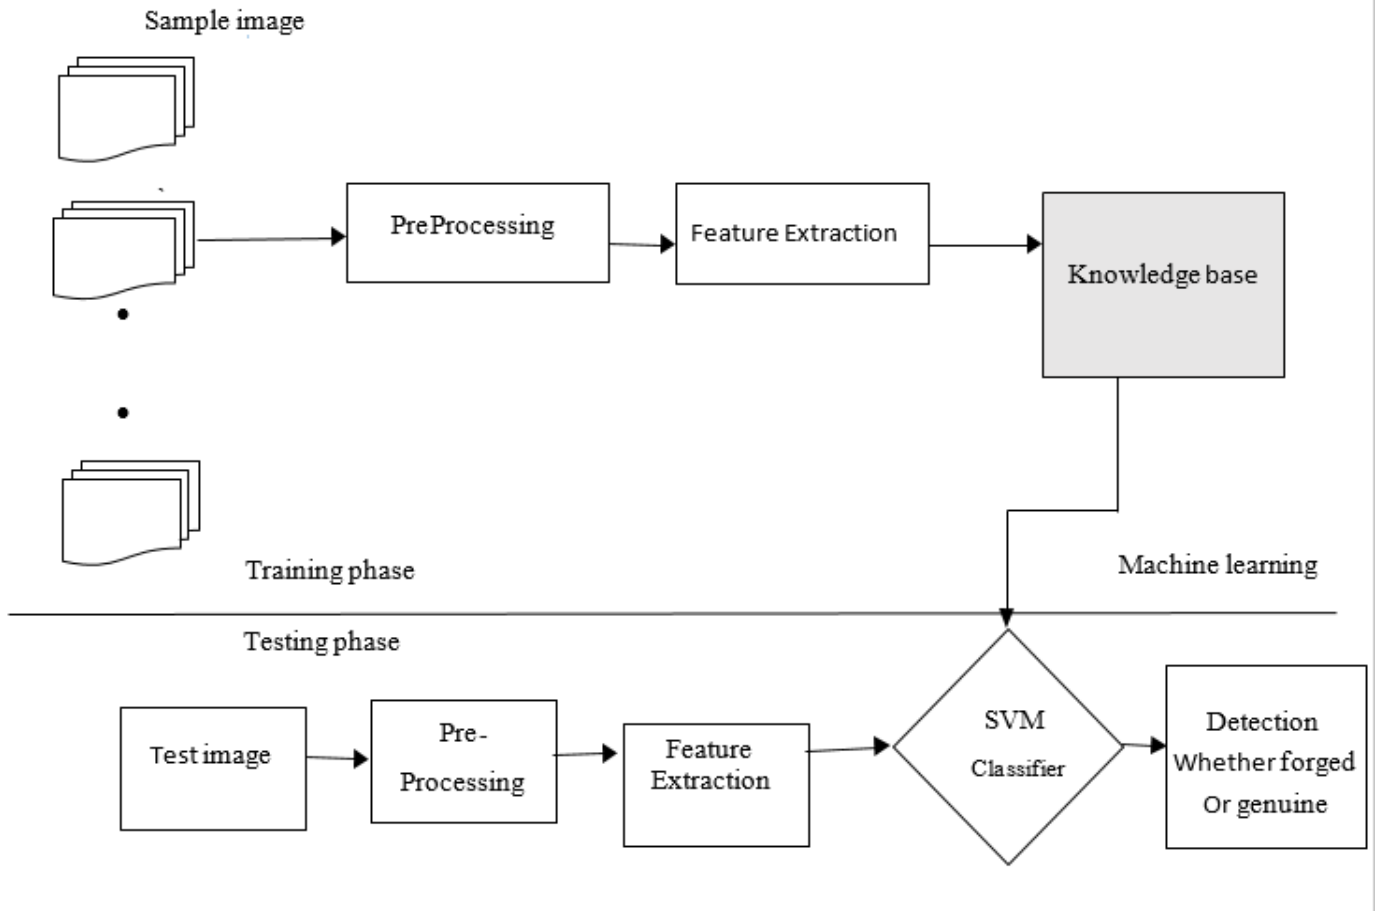 Sample image
PreProcessing
Feature Extraction
Knowledge base
Training phase
Machine learning
Testing phase
Test image
Pre-
Processing
Feature
Extraction
SVM
Classifier
Detection
Whether forged
Or genuine